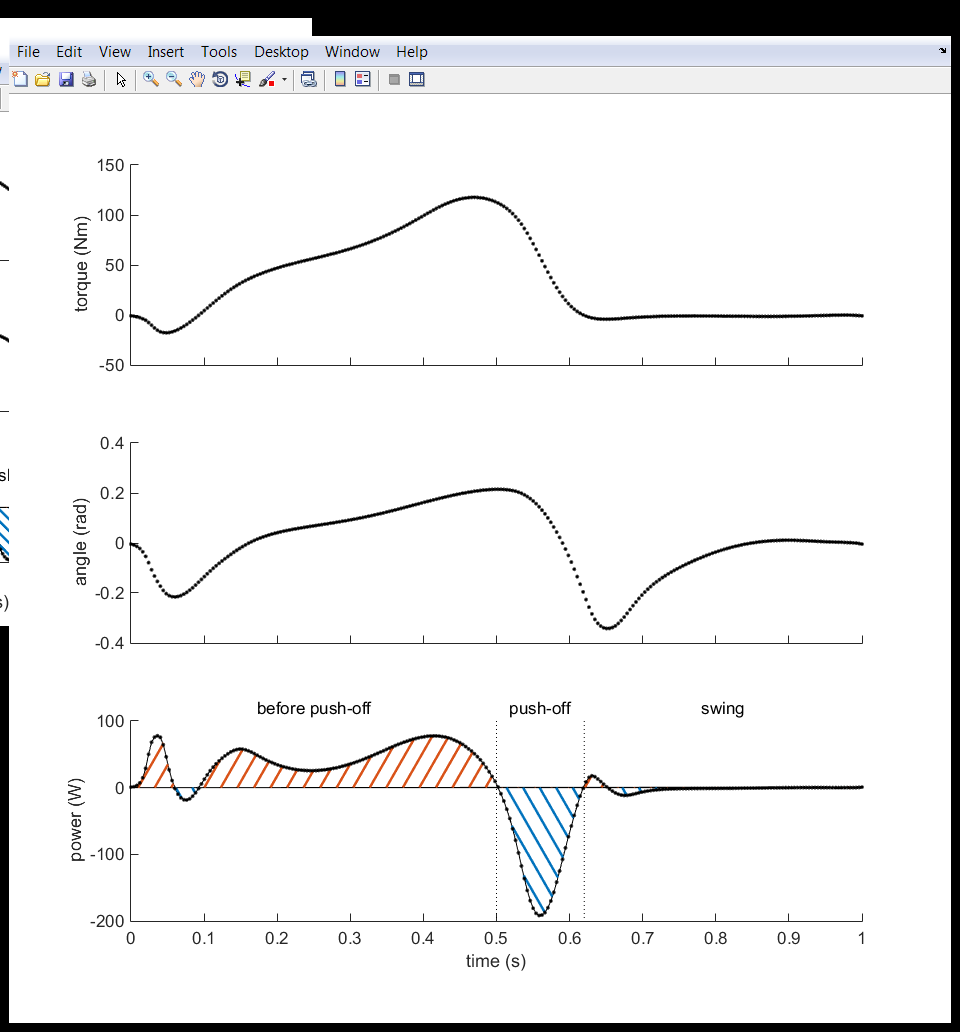 File Edit View Insert Tools Desktop Window Help
150
100
50
0
-50
torque (Nm)
0.4
0.2
0
-0.2
-0.4
angle (rad)
before push-off push-off swing
100
0
-100
-200
power (W)
0 0.1 0.2 0.3 0.4 0.5 0.6 0.7 0.8 0.9 1
time (s)
s)